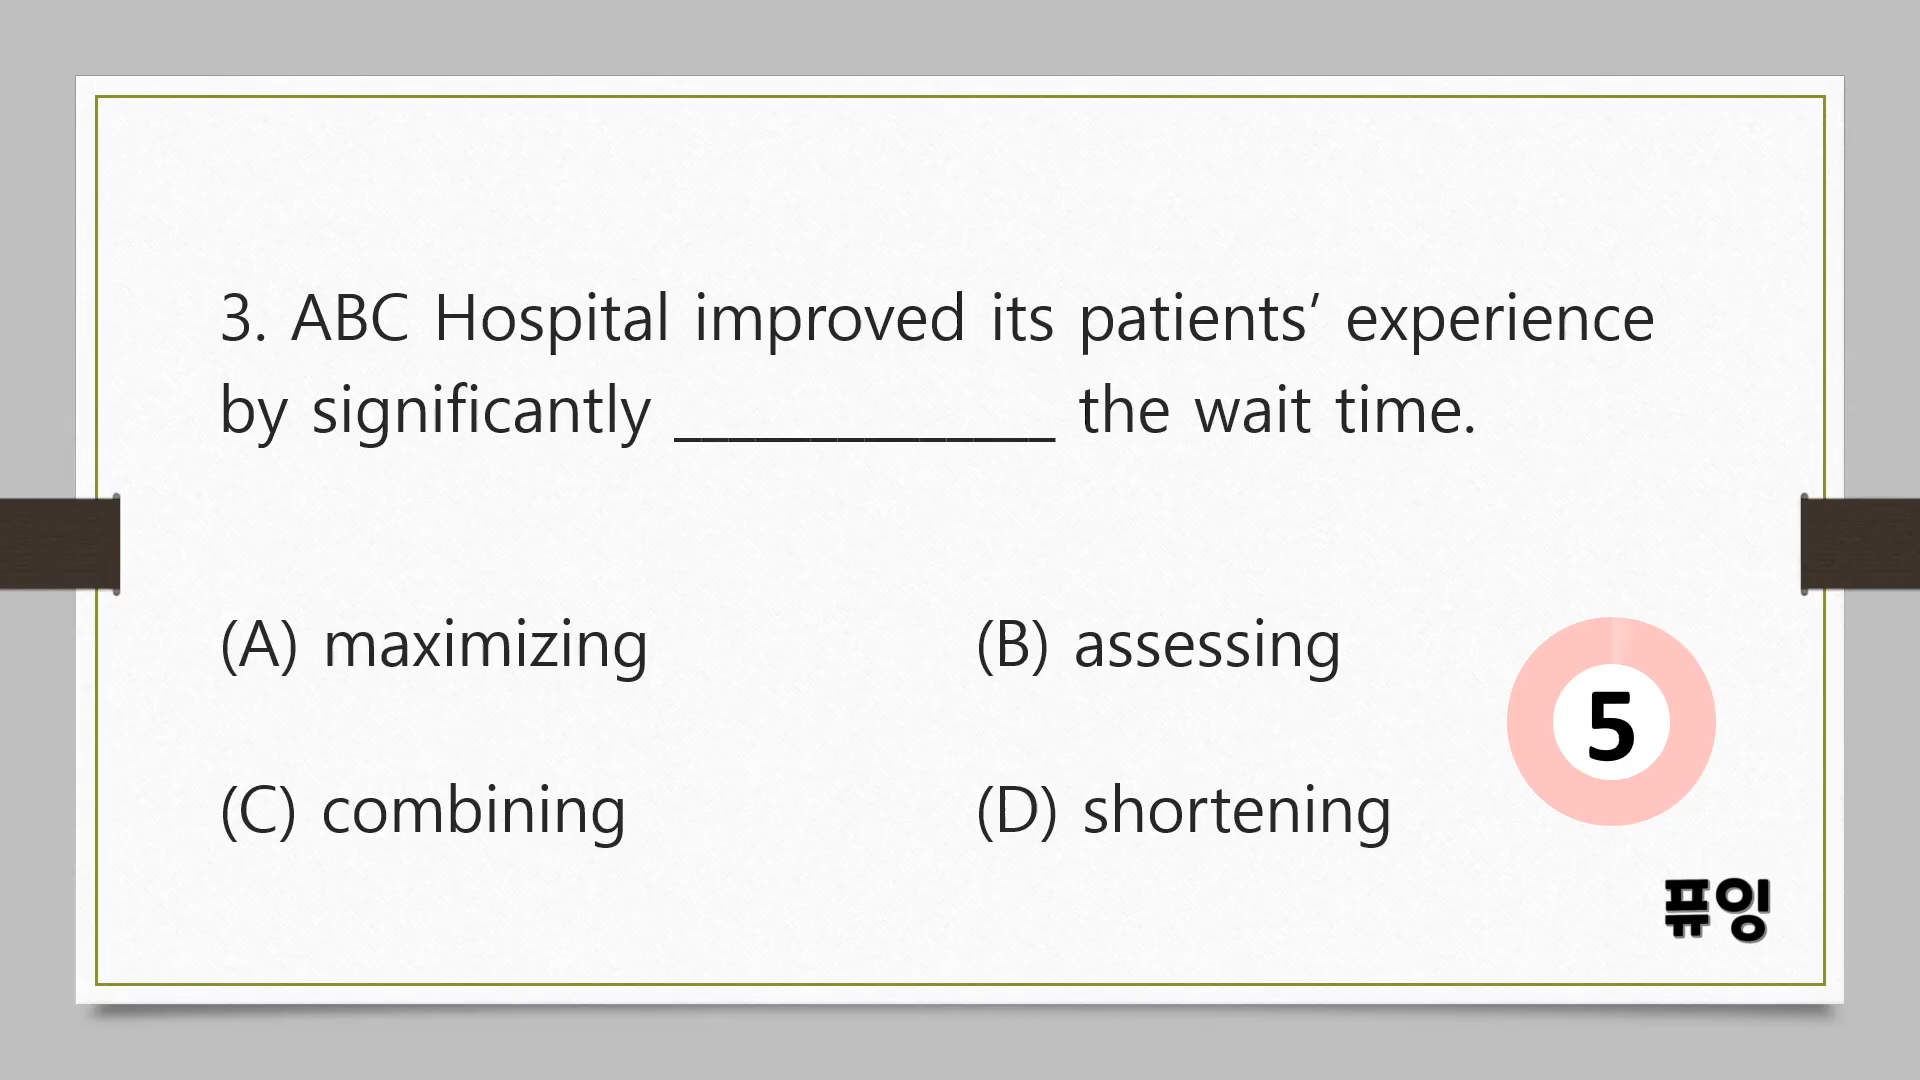 3. ABC Hospital improved its patients’ experience
by significantly ______________ the wait time.
(A) maximizing
(B) assessing
(C) combining
(D) shortening
5
퓨잉